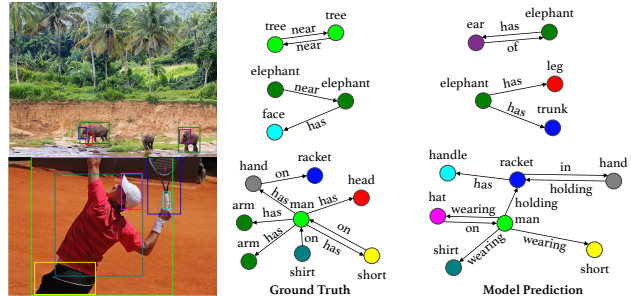 tree
tree
near
near
elephant
near
elephant
face
has
hand
on
racket
has
man
has
head
arm
has
arm
has
on
shirt
on
has
short
Ground Truth
ear
has
elephant
of
elephant
has
leg
has
trunk
handle
has
racket
in
holding
hand
hat
wearing
on
holding
man
shirt
wearing
wearing
short
Model Prediction